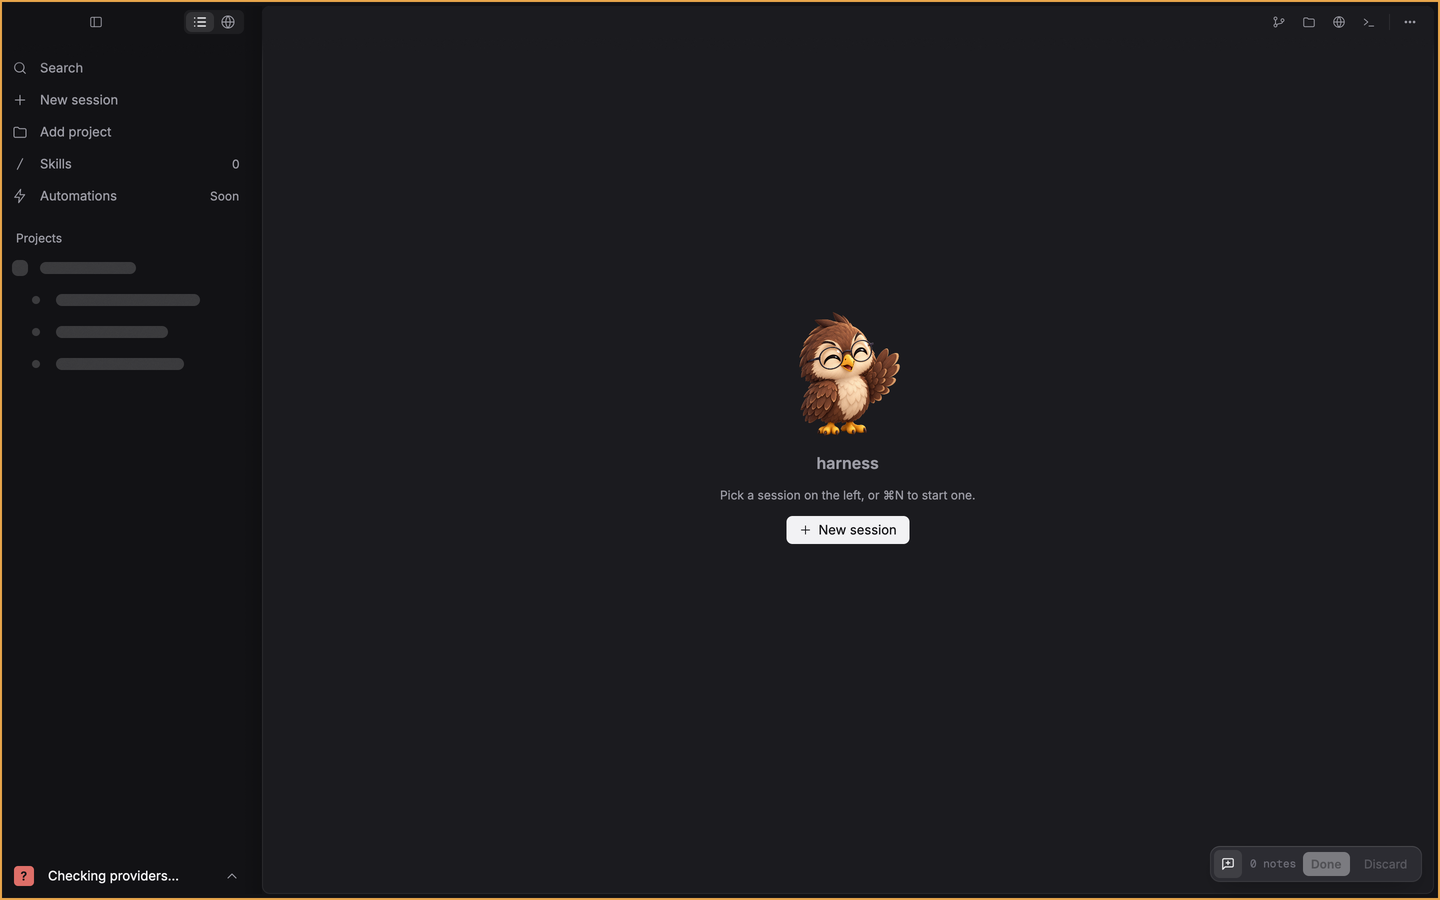 Search
New session
Add project
Skills 0
Automations Soon
Projects
harness
Pick a session on the left, or ⌘N to start one.
New session
? Checking providers...
0 notes Done Discard